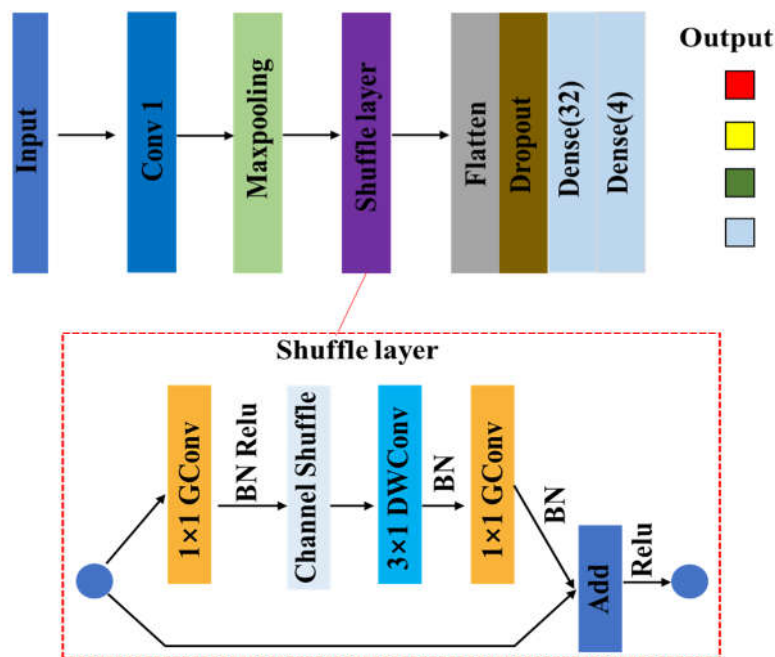 Input
Conv 1
Maxpooling
Shuffle layer
Flatten
Dropout
Dense(32)
Dense(4)
Output
Shuffle layer
1×1 GConv
BN Relu
Channel Shuffle
3×1 DWConv
BN
1×1 GConv
BN
Add
Relu